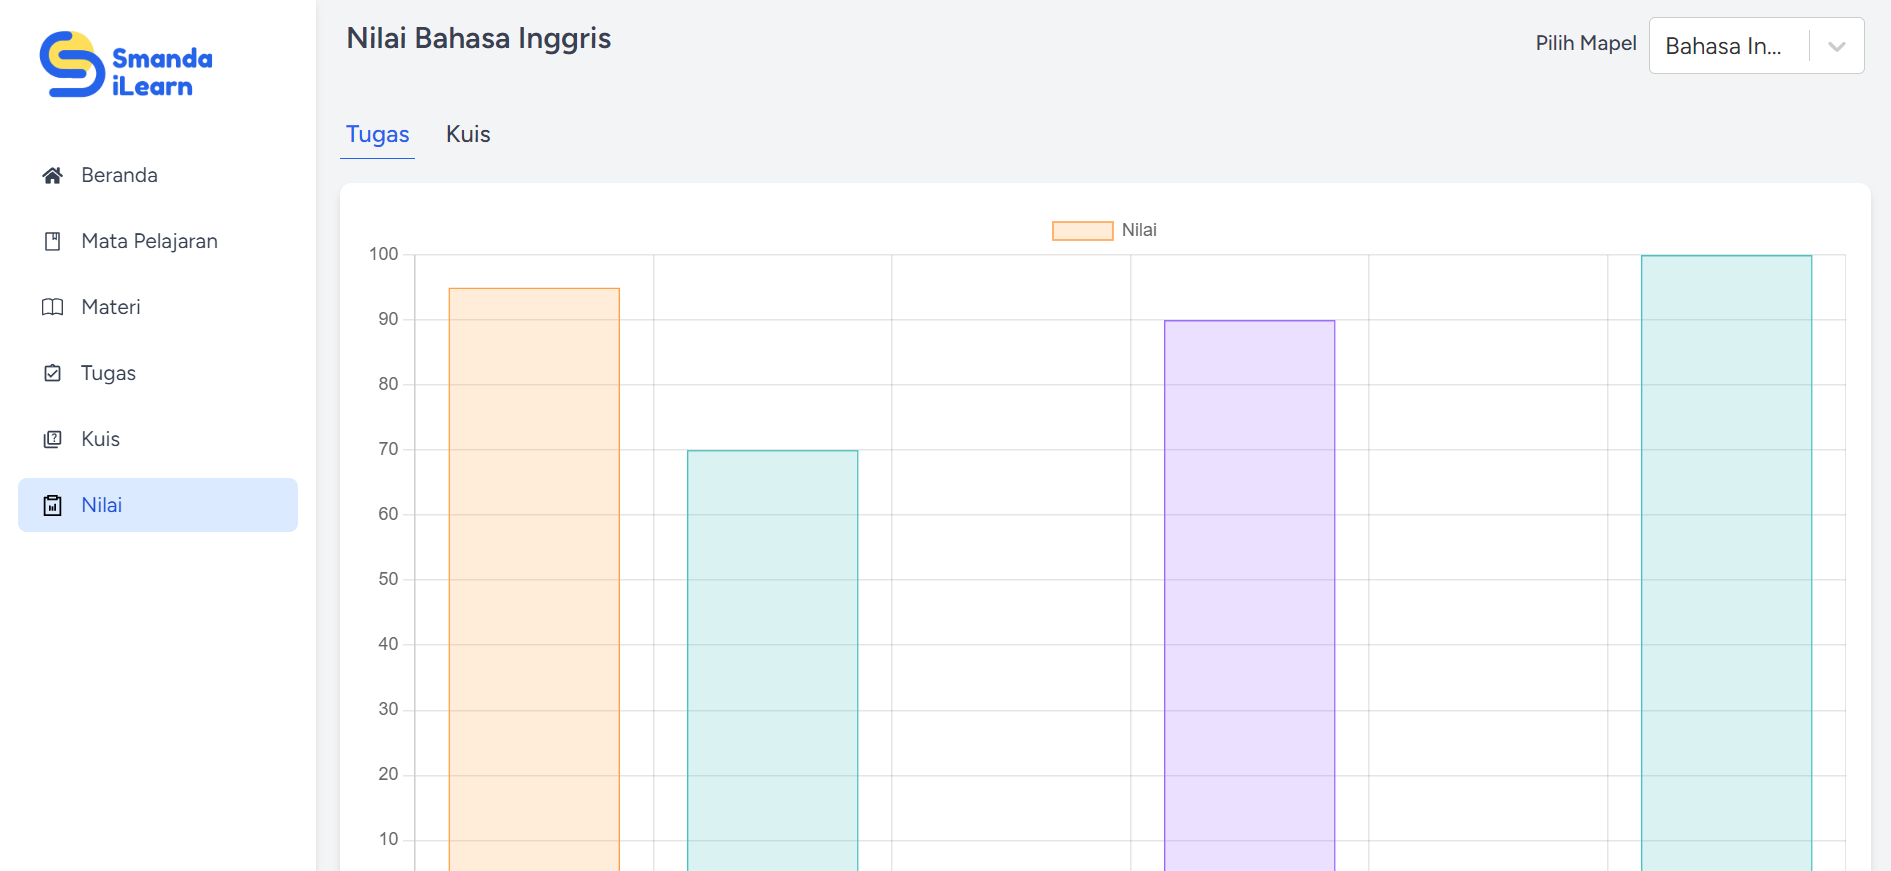 Smanda
iLearn
Beranda
Mata Pelajaran
Materi
Tugas
Kuis
Nilai
Nilai Bahasa Inggris
Pilih Mapel
Bahasa In...
Tugas
Kuis
Nilai
100
90
80
70
60
50
40
30
20
10